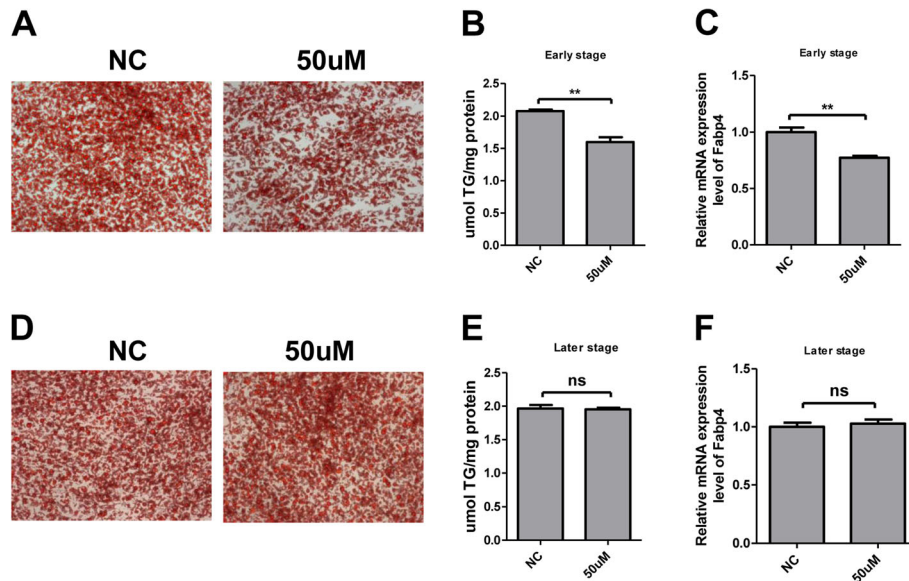 A
NC
50uM
B
Early stage
umol TG/mg protein
2.5
2.0
1.5
1.0
0.5
0.0
**
NC
50uM
C
Early stage
Relative mRNA expression
level of Fabp4
1.5
1.0
0.5
0.0
**
NC
50uM
D
NC
50uM
E
Later stage
umol TG/mg protein
2.5
2.0
1.5
1.0
0.5
0.0
ns
NC
50uM
F
Later stage
Relative mRNA expression
level of Fabp4
1.5
1.0
0.5
0.0
ns
NC
50uM